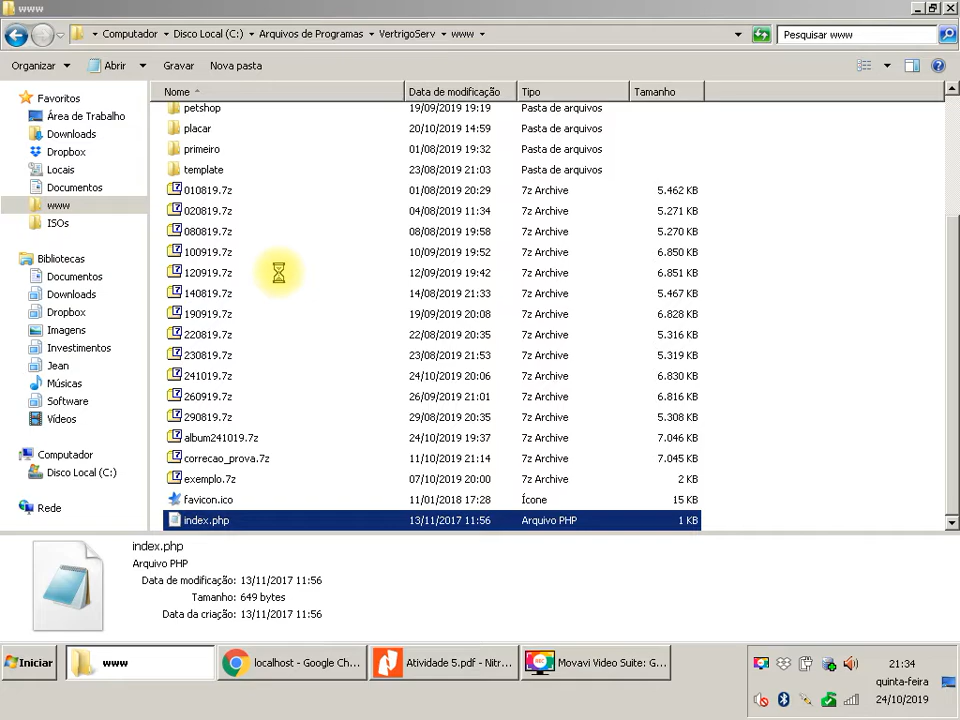 www
Computador Disco Local (C:) Arquivos de Programas VertrigoServ www
Pesquisar www
Organizar Abrir Gravar Nova pasta
Favoritos
Área de Trabalho
Downloads
Dropbox
Locais
Documentos
www
ISOs
Bibliotecas
Documentos
Downloads
Dropbox
Imagens
Investimentos
Jean
Músicas
Software
Vídeos
Computador
Disco Local (C:)
Rede
Nome Data de modificação Tipo Tamanho
petshop 19/09/2019 19:19 Pasta de arquivos
placar 20/10/2019 14:59 Pasta de arquivos
primeiro 01/08/2019 19:32 Pasta de arquivos
template 23/08/2019 21:03 Pasta de arquivos
010819.7z 01/08/2019 20:29 7z Archive 5.462 KB
020819.7z 04/08/2019 11:34 7z Archive 5.271 KB
080819.7z 08/08/2019 19:58 7z Archive 5.270 KB
100919.7z 10/09/2019 19:52 7z Archive 6.850 KB
120919.7z 12/09/2019 19:42 7z Archive 6.851 KB
140819.7z 14/08/2019 21:33 7z Archive 5.467 KB
190919.7z 19/09/2019 20:08 7z Archive 6.828 KB
220819.7z 22/08/2019 20:35 7z Archive 5.316 KB
230819.7z 23/08/2019 21:53 7z Archive 5.319 KB
241019.7z 24/10/2019 20:06 7z Archive 6.830 KB
260919.7z 26/09/2019 21:01 7z Archive 6.816 KB
290819.7z 29/08/2019 20:35 7z Archive 5.308 KB
album241019.7z 24/10/2019 19:37 7z Archive 7.046 KB
correcao_prova.7z 11/10/2019 21:14 7z Archive 7.045 KB
exemplo.7z 07/10/2019 20:00 7z Archive 2 KB
favicon.ico 11/01/2018 17:28 Ícone 15 KB
index.php 13/11/2017 11:56 Arquivo PHP 1 KB
index.php
Arquivo PHP
Data de modificação: 13/11/2017 11:56
Tamanho: 649 bytes
Data da criação: 13/11/2017 11:56
Iniciar www localhost - Google Ch... Atividade 5.pdf - Nitr... Movavi Video Suite: G...
21:34
quinta-feira
24/10/2019